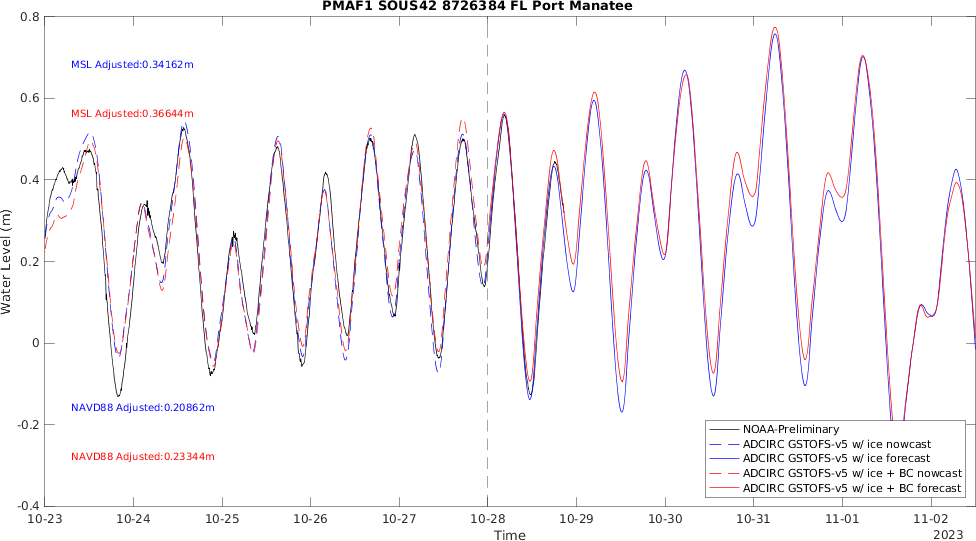 PMAF1 SOUS42 8726384 FL Port Manatee
0.8
0.6
0.4
0.2
0
-0.2
-0.4
Water Level (m)
MSL Adjusted:0.34162m
MSL Adjusted:0.36644m
NAVD88 Adjusted:0.20862m
NAVD88 Adjusted:0.23344m
NOAA-Preliminary
ADCIRC GSTOFS-v5 w/ ice nowcast
ADCIRC GSTOFS-v5 w/ ice forecast
ADCIRC GSTOFS-v5 w/ ice + BC nowcast
ADCIRC GSTOFS-v5 w/ ice + BC forecast
10-23 10-24 10-25 10-26 10-27 10-28 10-29 10-30 10-31 11-01 11-02
Time
2023